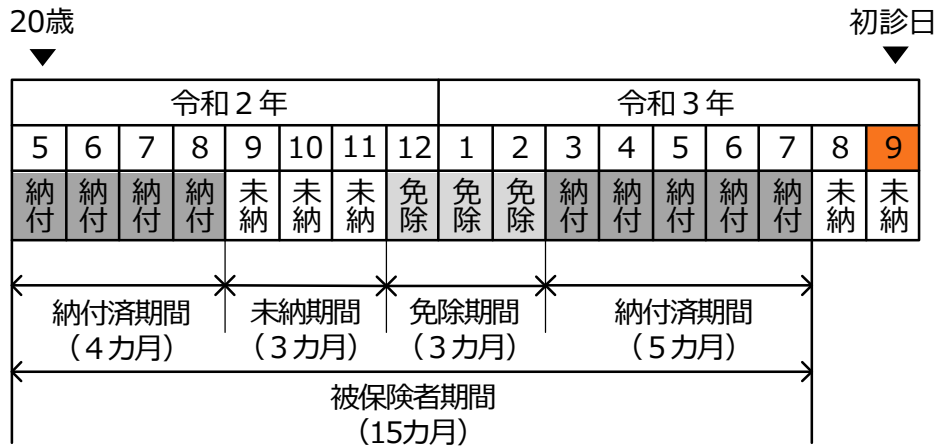 20歳 初診日
▼ ▼
令和2年 令和3年
5 6 7 8 9 10 11 12 1 2 3 4 5 6 7 8 9
納付 納付 納付 納付 未納 未納 未納 免除 免除 免除 納付 納付 納付 納付 納付 未納 未納
納付済期間 未納期間 免除期間 納付済期間
（4カ月） （3カ月） （3カ月） （5カ月）
被保険者期間
（15カ月）